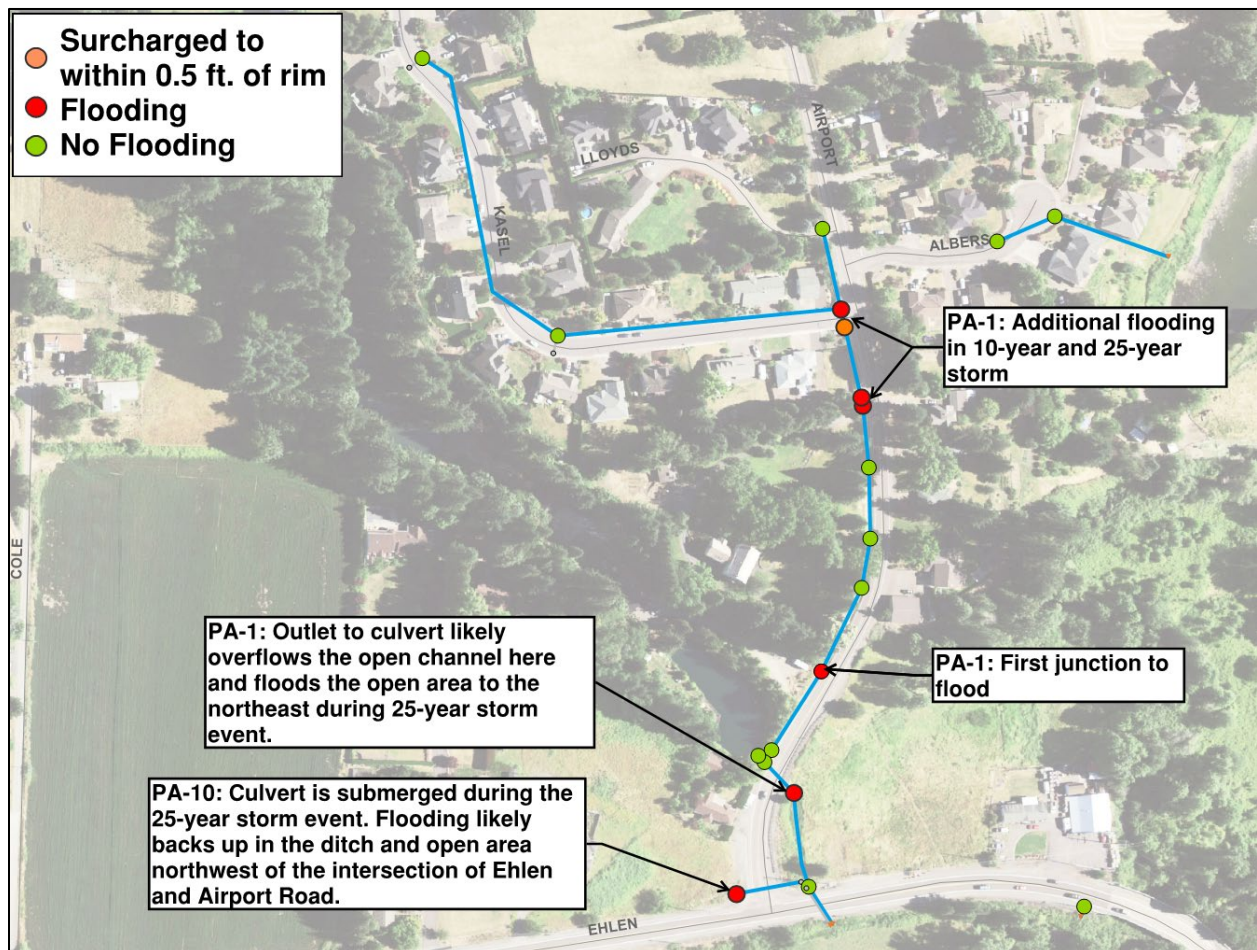 Surcharged to
within 0.5 ft. of rim
Flooding
No Flooding
AIRPORT
LLOYDS
KASEL
ALBERS
PA-1: Additional flooding
in 10-year and 25-year
storm
COLE
PA-1: Outlet to culvert likely
overflows the open channel here
and floods the open area to the
northeast during 25-year storm
event.
PA-1: First junction to
flood
PA-10: Culvert is submerged during the
25-year storm event. Flooding likely
backs up in the ditch and open area
northwest of the intersection of Ehlen
and Airport Road.
EHLEN